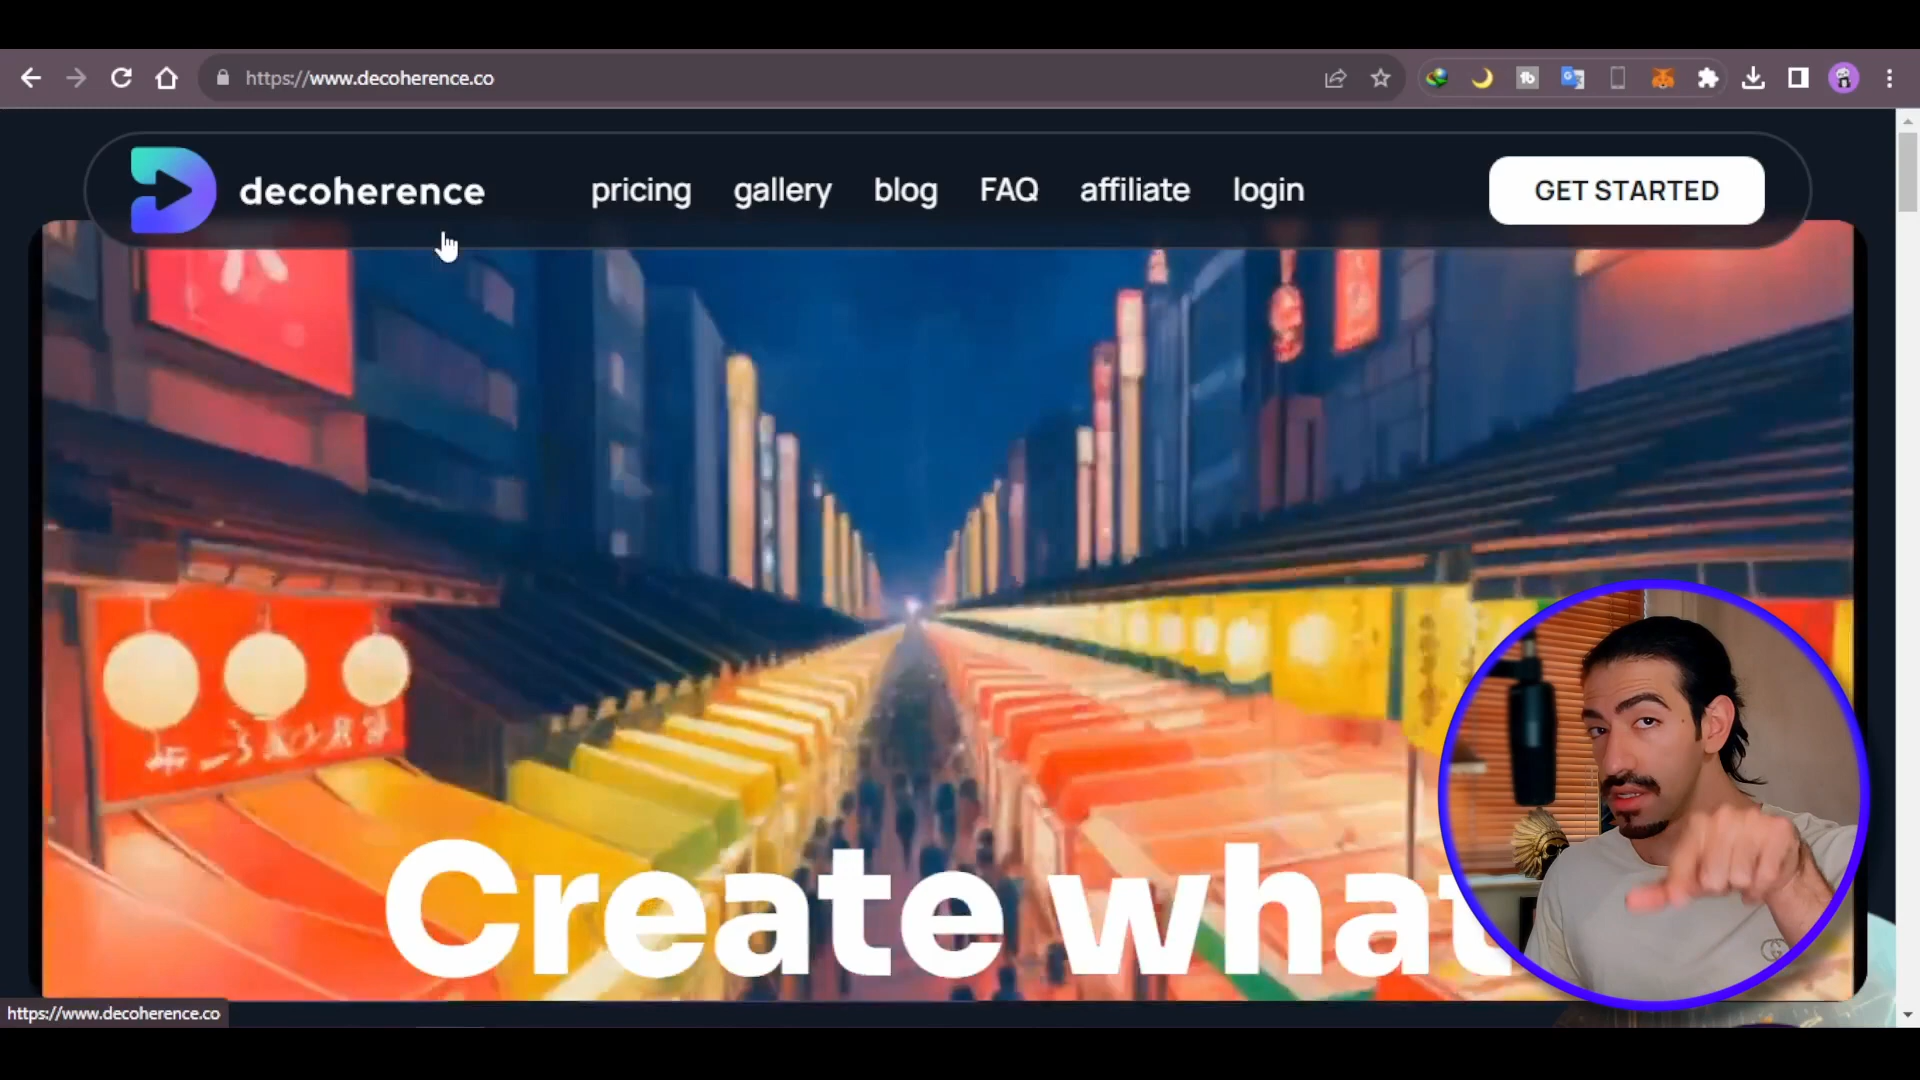 https://www.decoherence.co
decoherence
pricing
gallery
blog
FAQ
affiliate
login
GET STARTED
Create what
https://www.decoherence.co